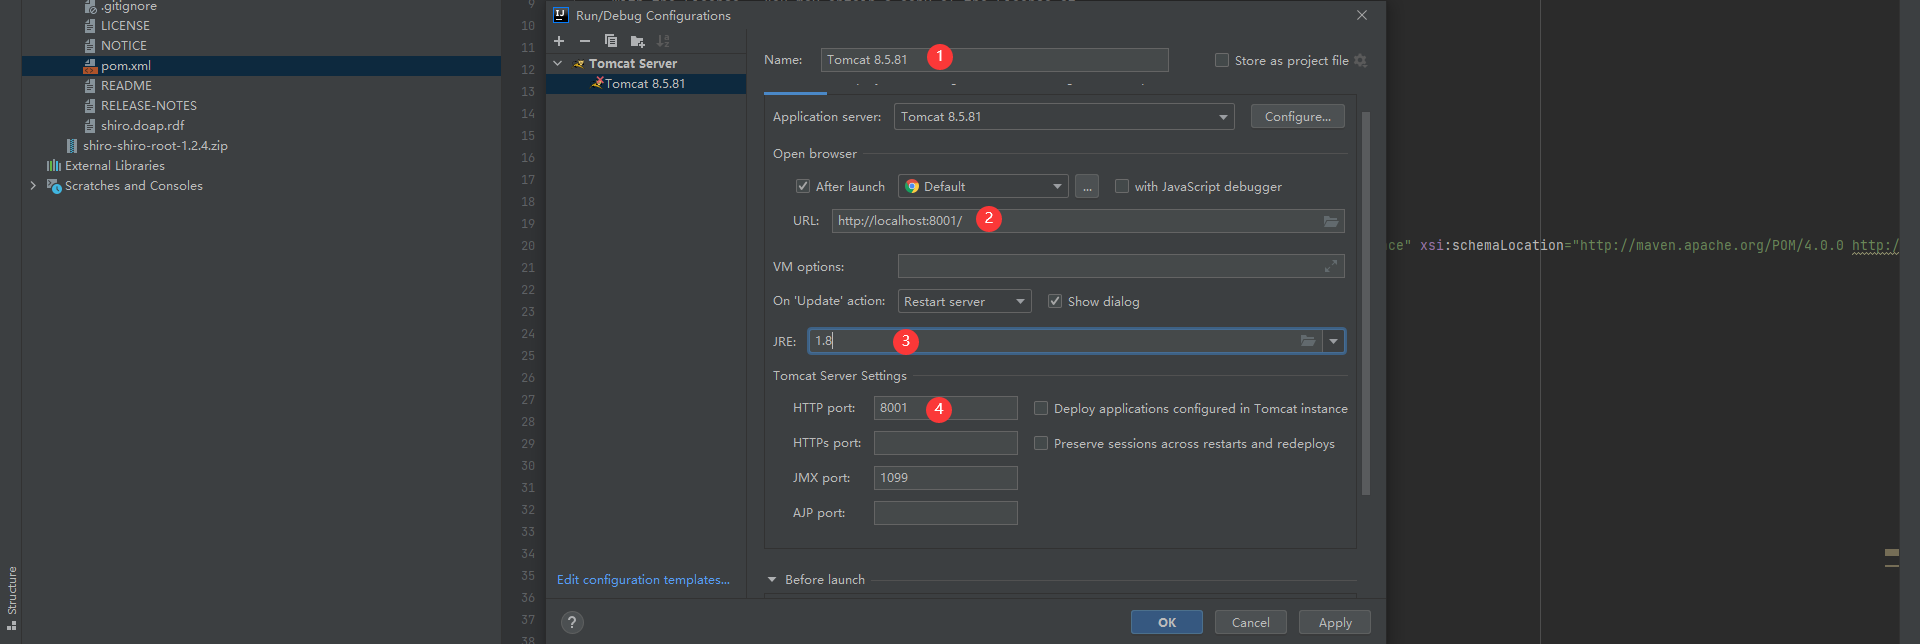 .gitignore
LICENSE
NOTICE
pom.xml
README
RELEASE-NOTES
shiro.doap.rdf
shiro-shiro-root-1.2.4.zip
External Libraries
Scratches and Consoles
Structure
9
10
11
12
13
14
15
16
17
18
19
20
21
22
23
24
25
26
27
28
29
30
31
32
33
34
35
36
37
38
Run/Debug Configurations
Tomcat Server
Tomcat 8.5.81
Edit configuration templates...
Name: Tomcat 8.5.81 1 Store as project file
Application server: Tomcat 8.5.81 Configure...
Open browser
After launch Default ... with JavaScript debugger
URL: http://localhost:8001/ 2
VM options:
On 'Update' action: Restart server Show dialog
JRE: 1.8 3
Tomcat Server Settings
HTTP port: 8001 4 Deploy applications configured in Tomcat instance
HTTPs port: Preserve sessions across restarts and redeploys
JMX port: 1099
AJP port:
Before launch
? OK Cancel Apply
ce" xsi:schemaLocation="http://maven.apache.org/POM/4.0.0 http:/